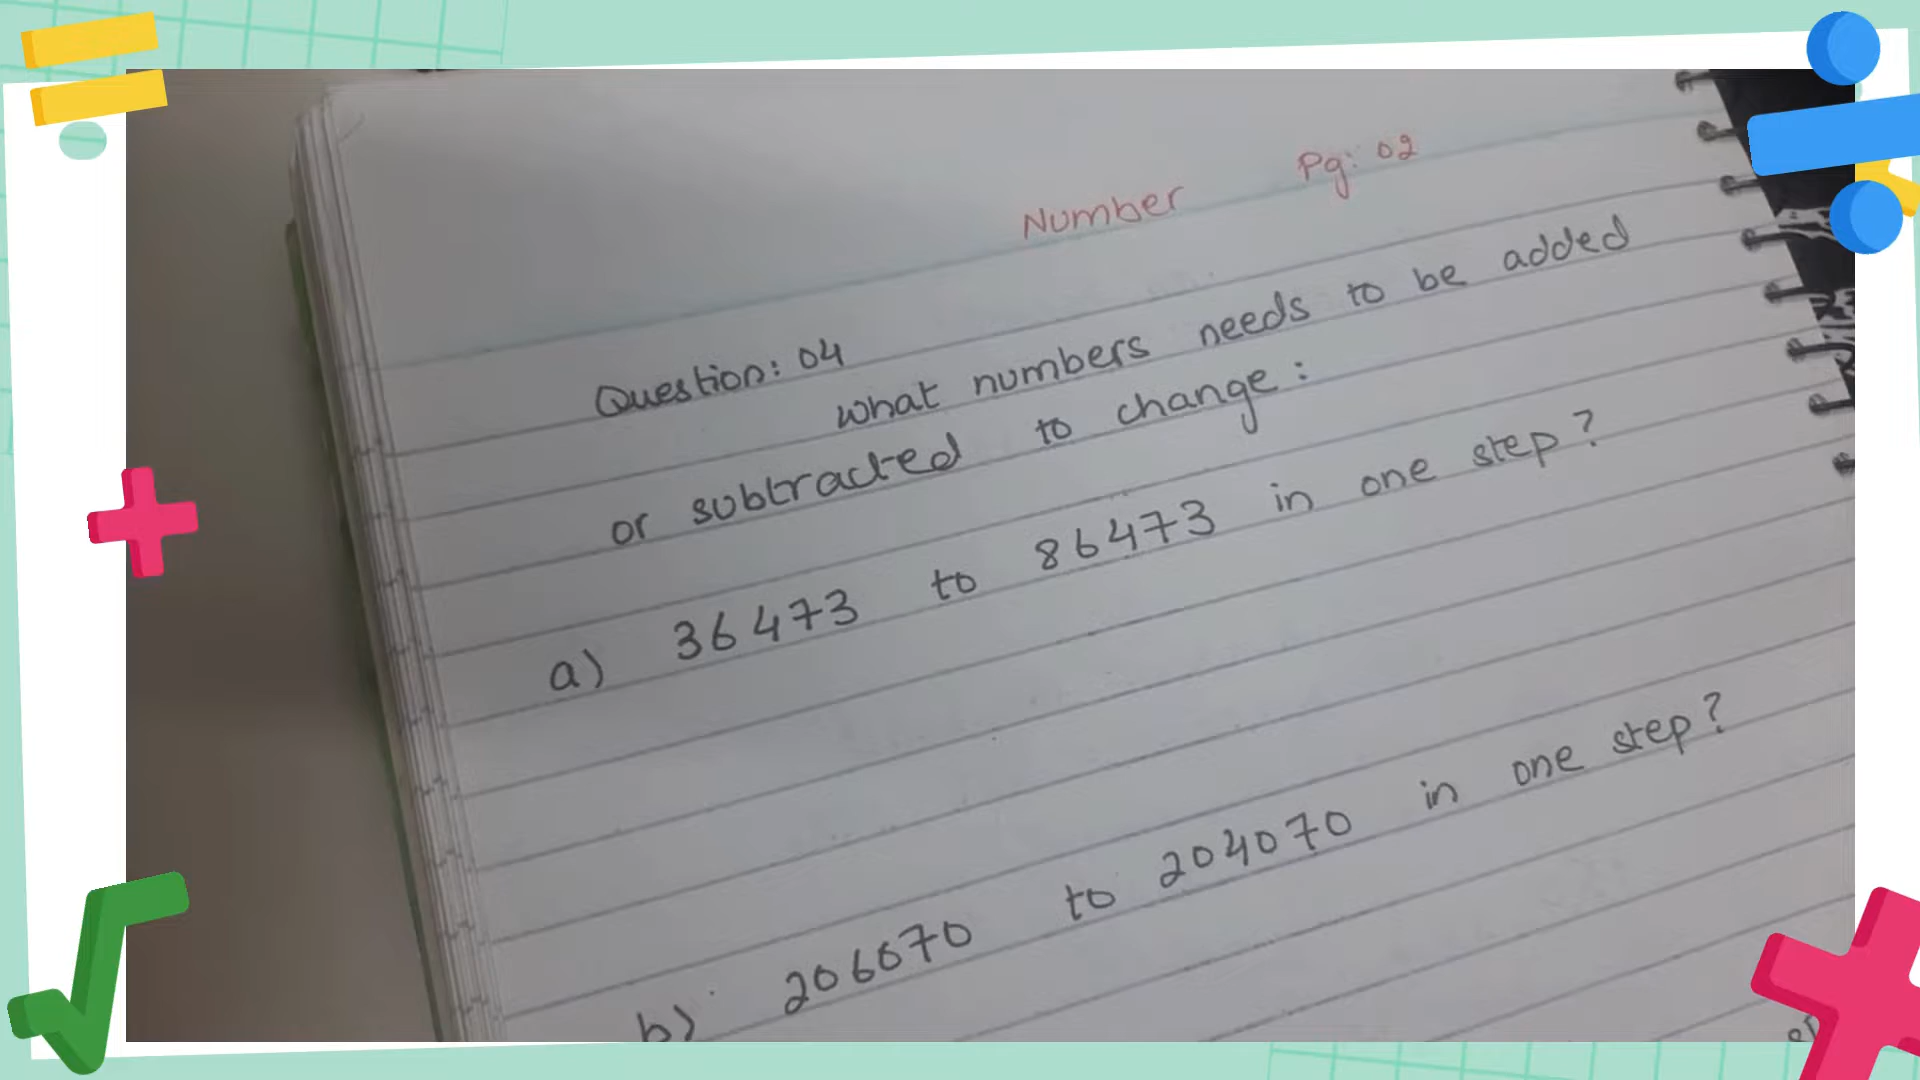 Number Pg: 02
Question: 04
what numbers needs to be added
or subtracted to change:
a) 36473 to 86473 in one step?
b) 206070 to 204070 in one step?